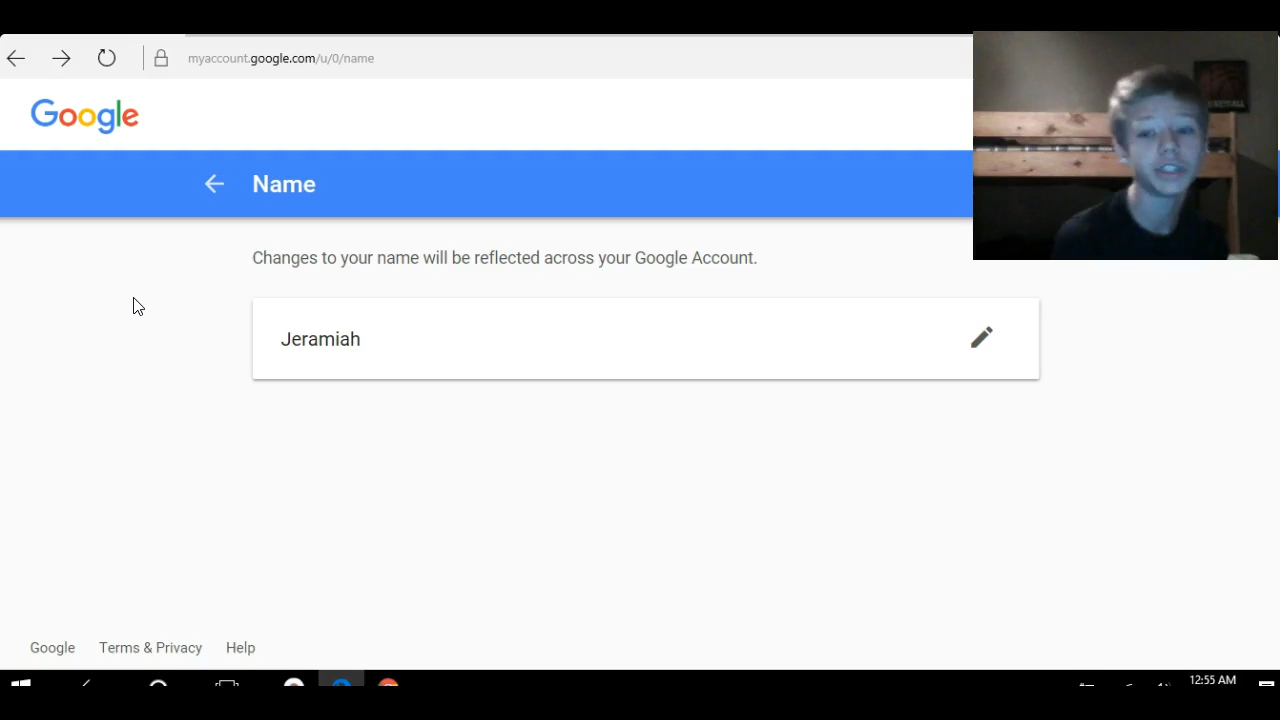 myaccount.google.com/u/0/name
Google
Name
Changes to your name will be reflected across your Google Account.
Jeramiah
Google Terms & Privacy Help
12:55 AM